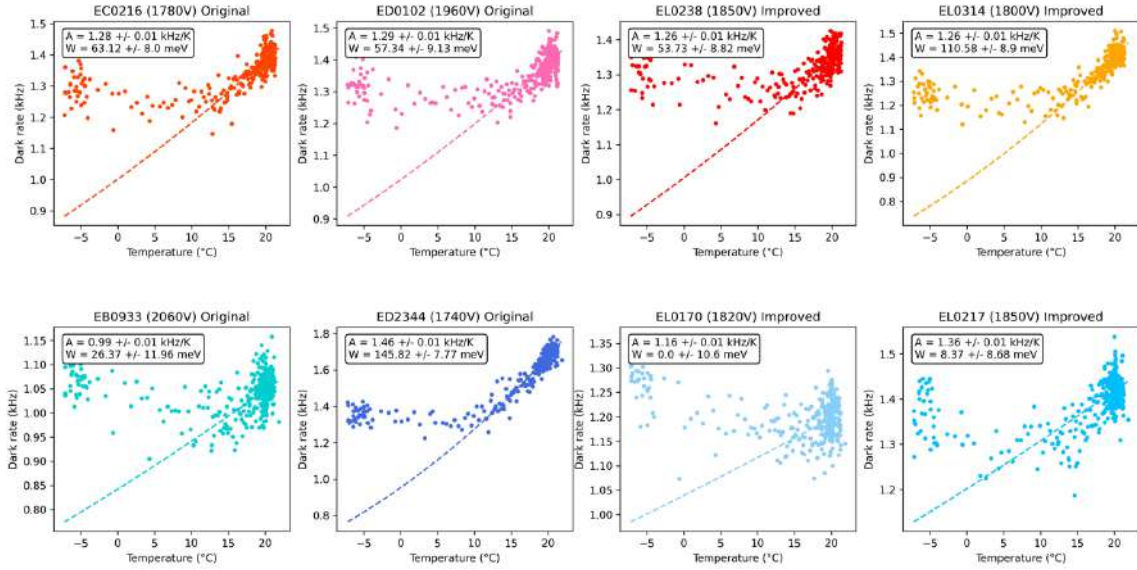 EC0216 (1780V) Original
A = 1.28 +/- 0.01 kHz/K
W = 63.12 +/- 8.0 meV
Dark rate (kHz)
1.5
1.4
1.3
1.2
1.1
1.0
0.9
−5 0 5 10 15 20
Temperature (°C)
ED0102 (1960V) Original
A = 1.29 +/- 0.01 kHz/K
W = 57.34 +/- 9.13 meV
Dark rate (kHz)
1.5
1.4
1.3
1.2
1.1
1.0
0.9
−5 0 5 10 15 20
Temperature (°C)
EL0238 (1850V) Improved
A = 1.26 +/- 0.01 kHz/K
W = 53.73 +/- 8.82 meV
Dark rate (kHz)
1.4
1.3
1.2
1.1
1.0
0.9
−5 0 5 10 15 20
Temperature (°C)
EL0314 (1800V) Improved
A = 1.26 +/- 0.01 kHz/K
W = 110.58 +/- 8.9 meV
Dark rate (kHz)
1.5
1.4
1.3
1.2
1.1
1.0
0.9
0.8
−5 0 5 10 15 20
Temperature (°C)
EB0933 (2060V) Original
A = 0.99 +/- 0.01 kHz/K
W = 26.37 +/- 11.96 meV
Dark rate (kHz)
1.15
1.10
1.05
1.00
0.95
0.90
0.85
0.80
−5 0 5 10 15 20
Temperature (°C)
ED2344 (1740V) Original
A = 1.46 +/- 0.01 kHz/K
W = 145.82 +/- 7.77 meV
Dark rate (kHz)
1.8
1.6
1.4
1.2
1.0
0.8
−5 0 5 10 15 20
Temperature (°C)
EL0170 (1820V) Improved
A = 1.16 +/- 0.01 kHz/K
W = 0.0 +/- 10.6 meV
Dark rate (kHz)
1.35
1.30
1.25
1.20
1.15
1.10
1.05
1.00
−5 0 5 10 15 20
Temperature (°C)
EL0217 (1850V) Improved
A = 1.36 +/- 0.01 kHz/K
W = 8.37 +/- 8.68 meV
Dark rate (kHz)
1.5
1.4
1.3
1.2
−5 0 5 10 15 20
Temperature (°C)